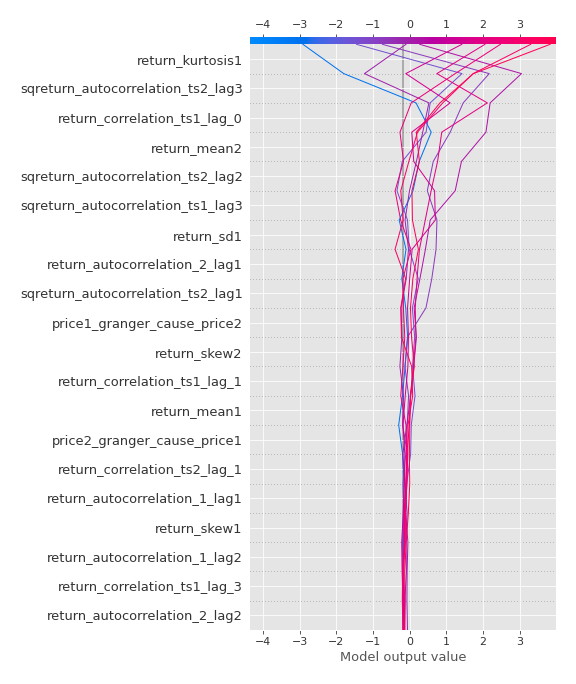 −4 −3 −2 −1 0 1 2 3
return_kurtosis1
sqreturn_autocorrelation_ts2_lag3
return_correlation_ts1_lag_0
return_mean2
sqreturn_autocorrelation_ts2_lag2
sqreturn_autocorrelation_ts1_lag3
return_sd1
return_autocorrelation_2_lag1
sqreturn_autocorrelation_ts2_lag1
price1_granger_cause_price2
return_skew2
return_correlation_ts1_lag_1
return_mean1
price2_granger_cause_price1
return_correlation_ts2_lag_1
return_autocorrelation_1_lag1
return_skew1
return_autocorrelation_1_lag2
return_correlation_ts1_lag_3
return_autocorrelation_2_lag2
−4 −3 −2 −1 0 1 2 3
Model output value